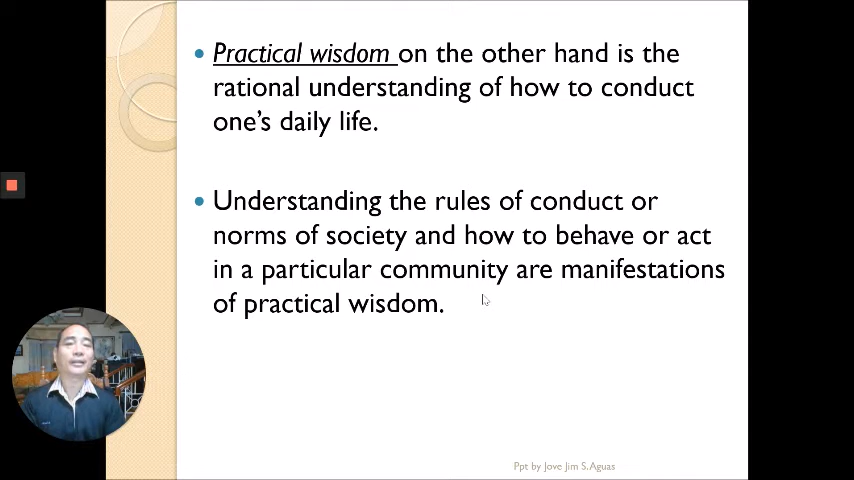 Practical wisdom on the other hand is the
rational understanding of how to conduct
one's daily life.
Understanding the rules of conduct or
norms of society and how to behave or act
in a particular community are manifestations
of practical wisdom.
Ppt by Jove Jim S. Aguas